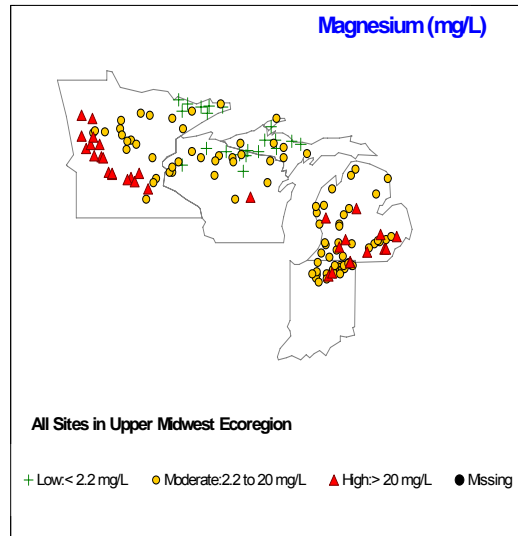 Magnesium (mg/L)
All Sites in Upper Midwest Ecoregion
Low:< 2.2 mg/L Moderate:2.2 to 20 mg/L High:> 20 mg/L Missing